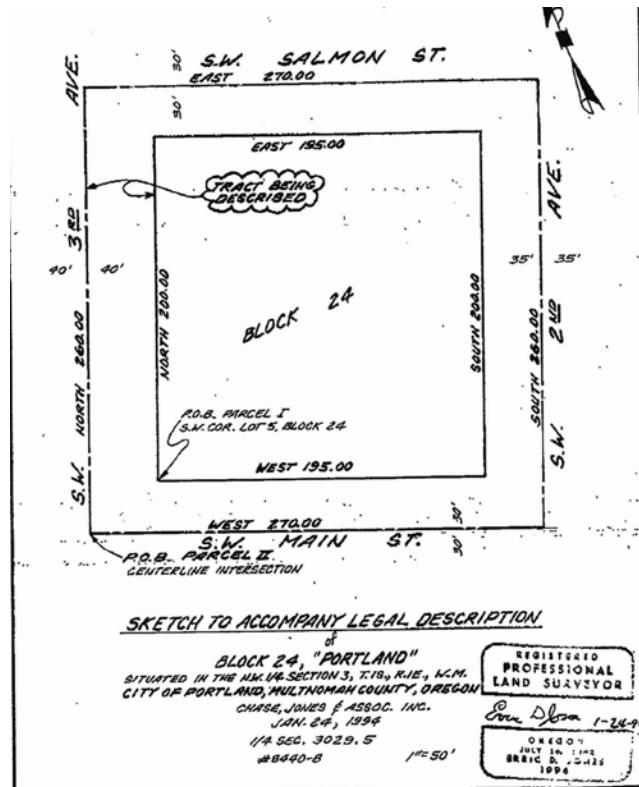 30'
S.W. SALMON ST.
EAST 270.00
30'
AVE.
EAST 195.00
TRACT BEING
DESCRIBED
3RD
AVE.
40' 40'
35' 35'
BLOCK 24
NORTH 200.00
SOUTH 200.00
NORTH 260.00
SOUTH 260.00
2ND
P.O.B. PARCEL I
S.W. COR. LOT 5, BLOCK 24
S.W.
S.W.
WEST 195.00
WEST 270.00
30'
S.W. MAIN ST.
30'
P.O.B. PARCEL II
CENTERLINE INTERSECTION
SKETCH TO ACCOMPANY LEGAL DESCRIPTION
of
BLOCK 24, "PORTLAND"
SITUATED IN THE N.W. 1/4 SECTION 3, T.1S., R.1E., W.M.
CITY OF PORTLAND, MULTNOMAH COUNTY, OREGON
CHASE, JONES & ASSOC. INC.
JAN. 24, 1994
1/4 SEC. 3029.5
#8440-B 1"=50'
REGISTERED
PROFESSIONAL
LAND SURVEYOR
OREGON
JULY
D. JONES